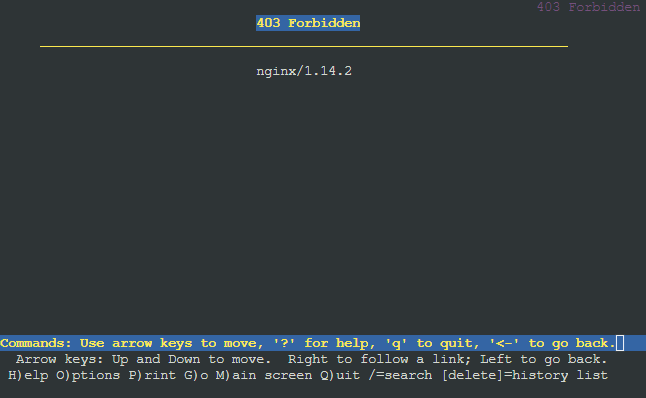 403 Forbidden
403 Forbidden
nginx/1.14.2
Commands: Use arrow keys to move, '?' for help, 'q' to quit, '<-' to go back.
Arrow keys: Up and Down to move.  Right to follow a link; Left to go back.
H)elp O)ptions P)rint G)o M)ain screen Q)uit /=search [delete]=history list